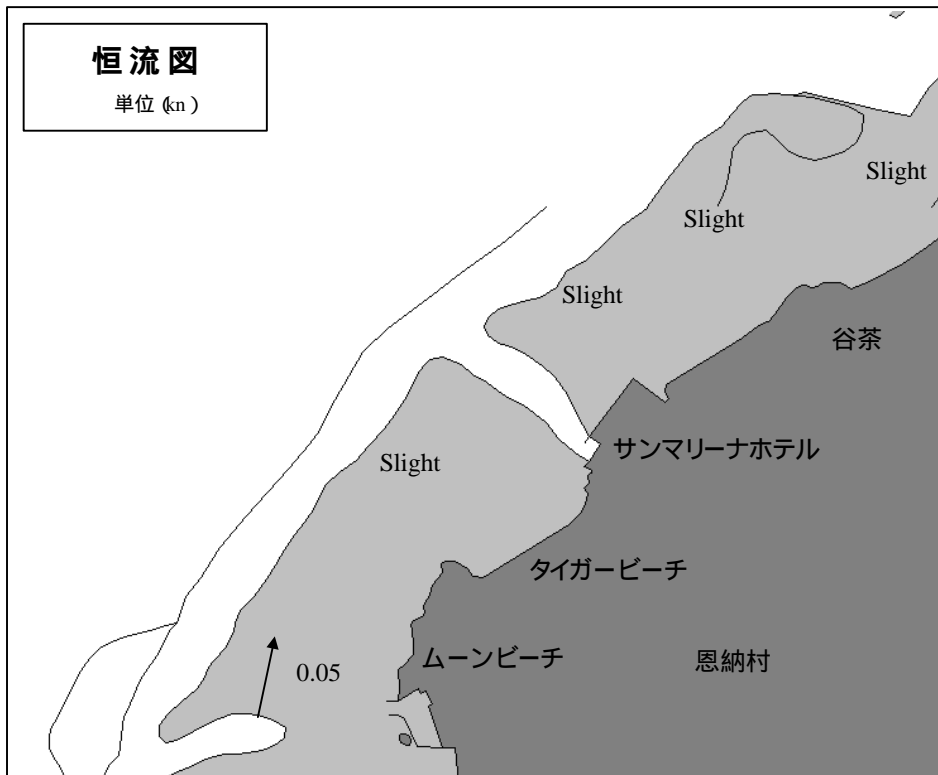 恒流図
単位 (kn)
Slight
Slight
Slight
谷茶
サンマリーナホテル
Slight
タイガービーチ
ムーンビーチ
恩納村
0.05